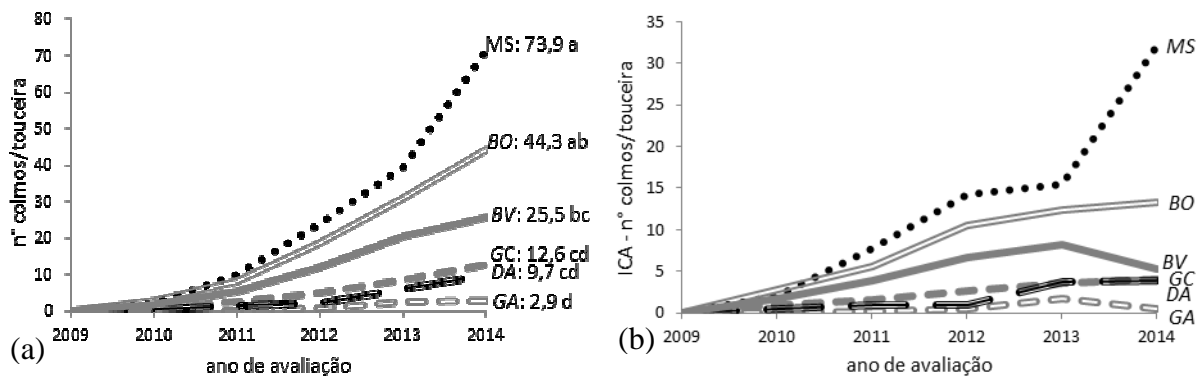 n° colmos/touceira
80
70
60
50
40
30
20
10
0
2009 2010 2011 2012 2013 2014
ano de avaliação
MS: 73,9 a
BO: 44,3 ab
BV: 25,5 bc
GC: 12,6 cd
DA: 9,7 cd
GA: 2,9 d
(a)
ICA - n° colmos/touceira
35
30
25
20
15
10
5
0
2009 2010 2011 2012 2013 2014
ano de avaliação
MS
BO
BV
GC
DA
GA
(b)